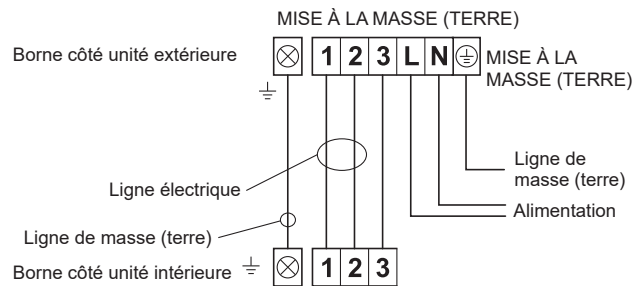 MISE À LA MASSE (TERRE)
Borne côté unité extérieure
1 2 3 L N
MISE À LA
MASSE (TERRE)
Ligne de
masse (terre)
Ligne électrique
Alimentation
Ligne de masse (terre)
Borne côté unité intérieure
1 2 3